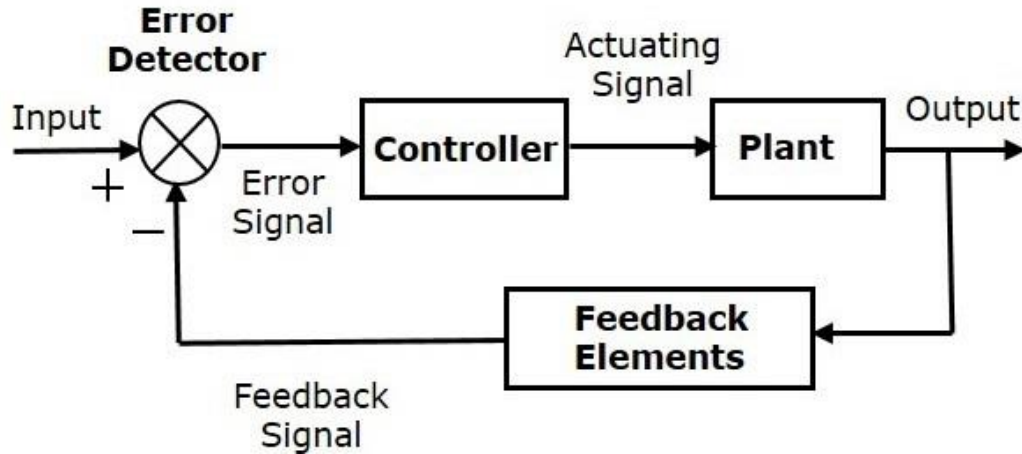 Error
Detector
Actuating
Signal
Input
Output
Controller
Plant
+
Error
Signal
−
Feedback
Elements
Feedback
Signal